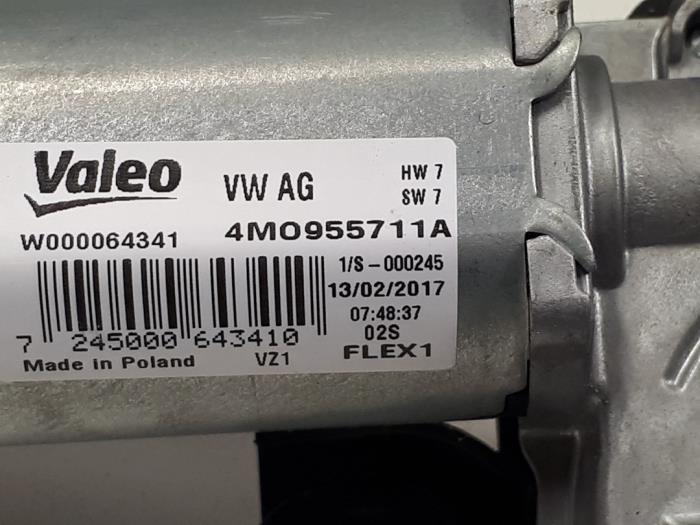 Valeo
VW AG
HW 7
SW 7
W000064341
4M0955711A
1/S-000245
13/02/2017
07:48:37
02S
7 245000 643410
Made in Poland
VZ1
FLEX1